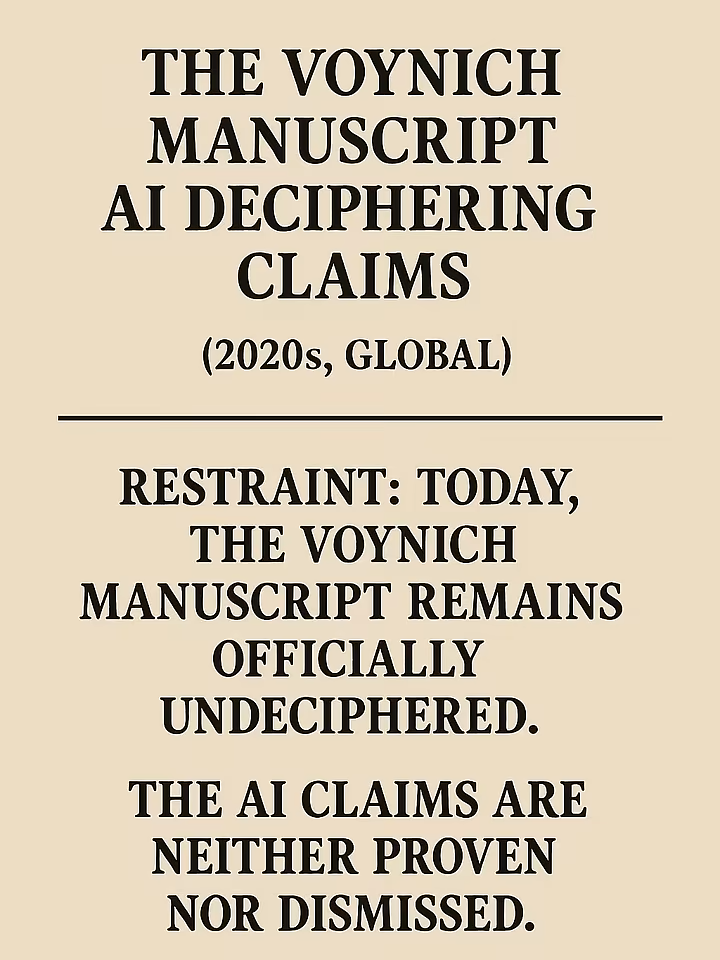 THE VOYNICH
MANUSCRIPT
AI DECIPHERING
CLAIMS
(2020s, GLOBAL)
RESTRAINT: TODAY,
THE VOYNICH
MANUSCRIPT REMAINS
OFFICIALLY
UNDECIPHERED.
THE AI CLAIMS ARE
NEITHER PROVEN
NOR DISMISSED.